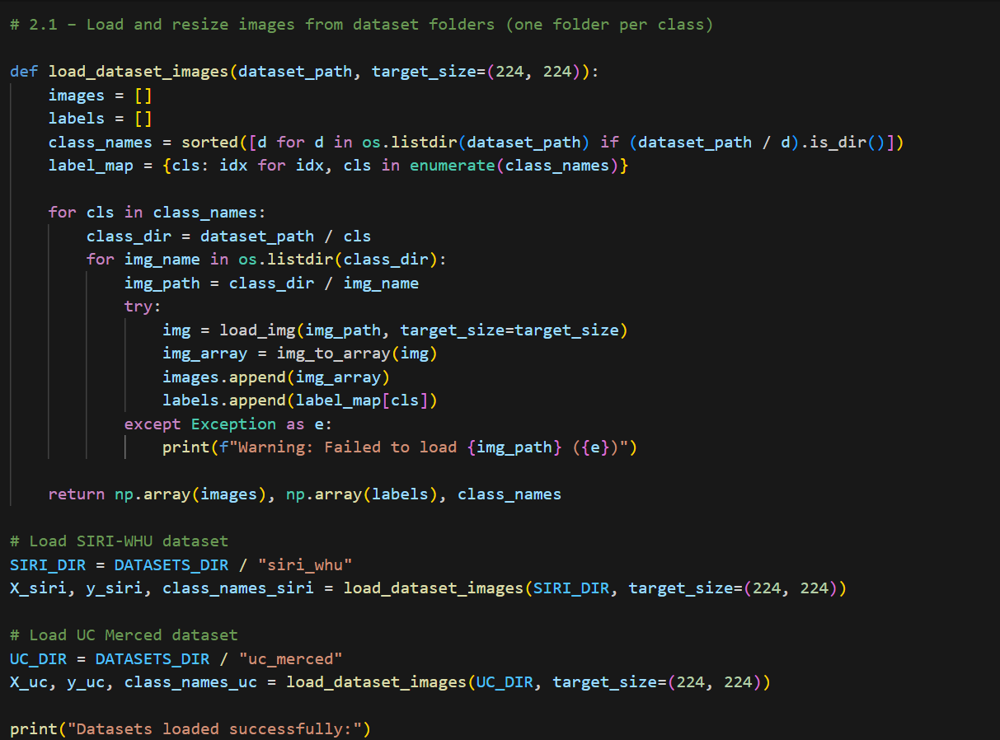 # 2.1 – Load and resize images from dataset folders (one folder per class)
def load_dataset_images(dataset_path, target_size=(224, 224)):
    images = []
    labels = []
    class_names = sorted([d for d in os.listdir(dataset_path) if (dataset_path / d).is_dir()])
    label_map = {cls: idx for idx, cls in enumerate(class_names)}
    for cls in class_names:
        class_dir = dataset_path / cls
        for img_name in os.listdir(class_dir):
            img_path = class_dir / img_name
            try:
                img = load_img(img_path, target_size=target_size)
                img_array = img_to_array(img)
                images.append(img_array)
                labels.append(label_map[cls])
            except Exception as e:
                print(f"Warning: Failed to load {img_path} ({e})")
    return np.array(images), np.array(labels), class_names
# Load SIRI-WHU dataset
SIRI_DIR = DATASETS_DIR / "siri_whu"
X_siri, y_siri, class_names_siri = load_dataset_images(SIRI_DIR, target_size=(224, 224))
# Load UC Merced dataset
UC_DIR = DATASETS_DIR / "uc_merced"
X_uc, y_uc, class_names_uc = load_dataset_images(UC_DIR, target_size=(224, 224))
print("Datasets loaded successfully:")